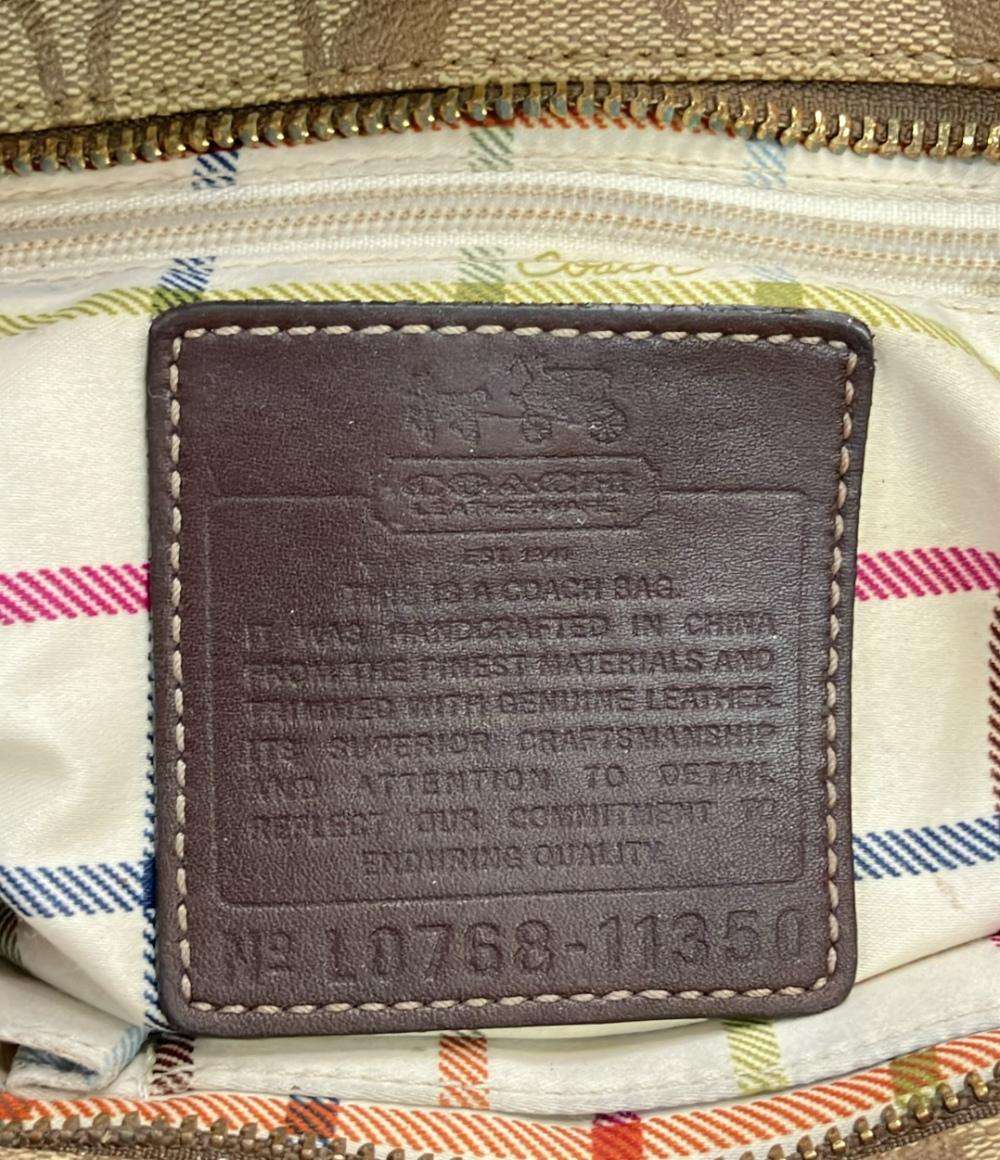 Coach
COACH
LEATHERWARE
EST. 1941
THIS IS A COACH BAG.
IT WAS HANDCRAFTED IN CHINA
FROM THE FINEST MATERIALS AND
TRIMMED WITH GENUINE LEATHER.
ITS SUPERIOR CRAFTSMANSHIP
AND ATTENTION TO DETAIL
REFLECT OUR COMMITMENT TO
ENDURING QUALITY.
Nº L0768-11350